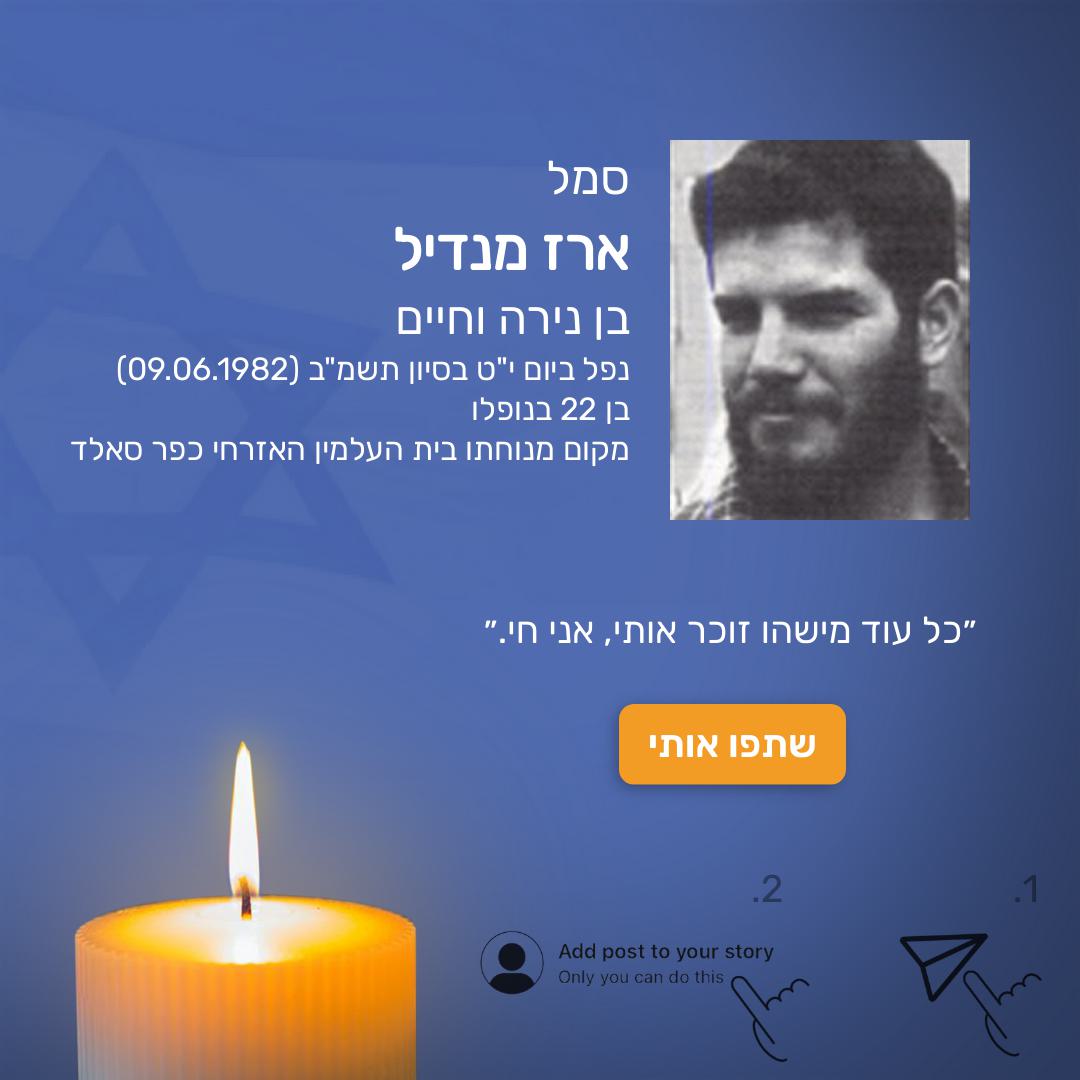 סמל
ארז מנדיל
בן נירה וחיים
נפל ביום י"ט בסיון תשמ"ב (09.06.1982)
בן 22 בנופלו
מקום מנוחתו בית העלמין האזרחי כפר סאלד
״כל עוד מישהו זוכר אותי, אני חי.״
שתפו אותי
1.
2.
Add post to your story
Only you can do this